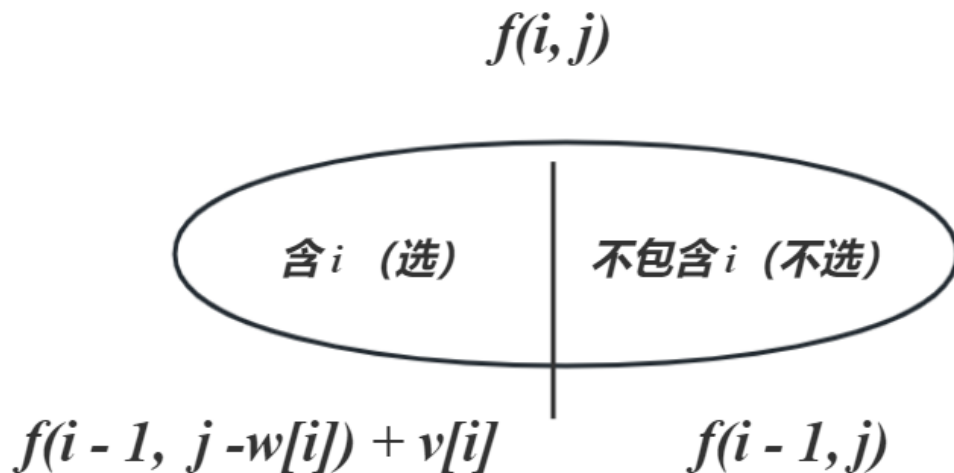 f(i, j)
含 i （选） 不包含 i（不选）
f(i - 1, j -w[i]) + v[i] f(i - 1, j)